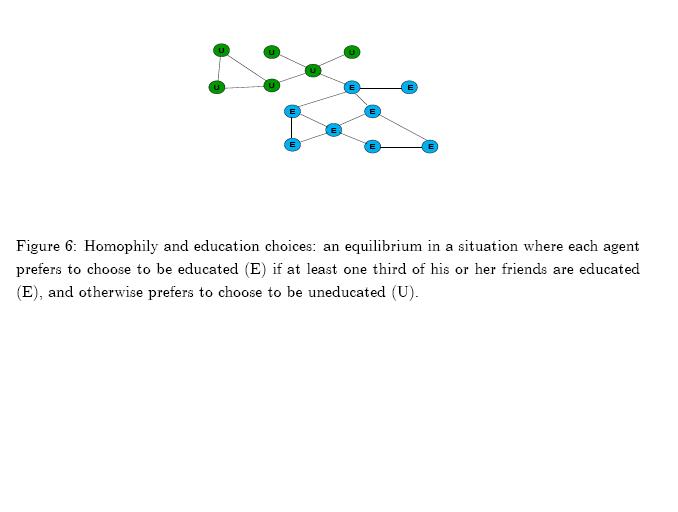 U U U
U
U U E E
E E
E
E E E
Figure 6: Homophily and education choices: an equilibrium in a situation where each agent
prefers to choose to be educated (E) if at least one third of his or her friends are educated
(E), and otherwise prefers to choose to be uneducated (U).